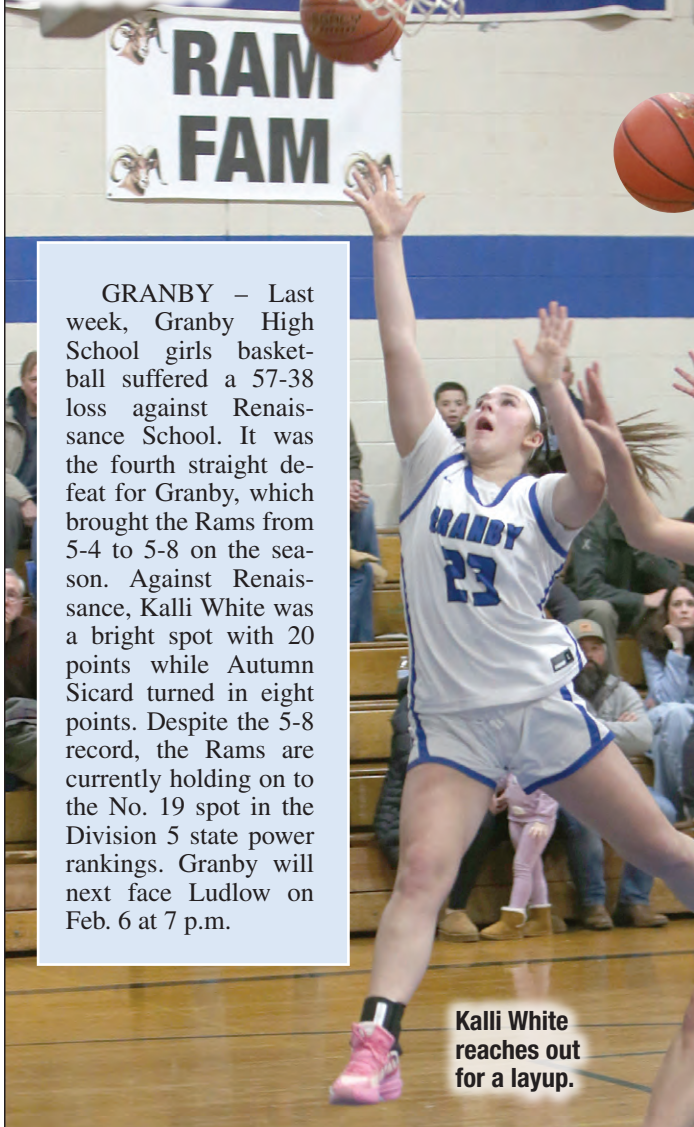 RAM
FAM
GRANBY – Last
week, Granby High
School girls basket-
ball suffered a 57-38
loss against Renais-
sance School. It was
the fourth straight de-
feat for Granby, which
brought the Rams from
5-4 to 5-8 on the sea-
son. Against Renais-
sance, Kalli White was
a bright spot with 20
points while Autumn
Sicard turned in eight
points. Despite the 5-8
record, the Rams are
currently holding on to
the No. 19 spot in the
Division 5 state power
rankings. Granby will
next face Ludlow on
Feb. 6 at 7 p.m.
GRANBY
23
Kalli White
reaches out
for a layup.